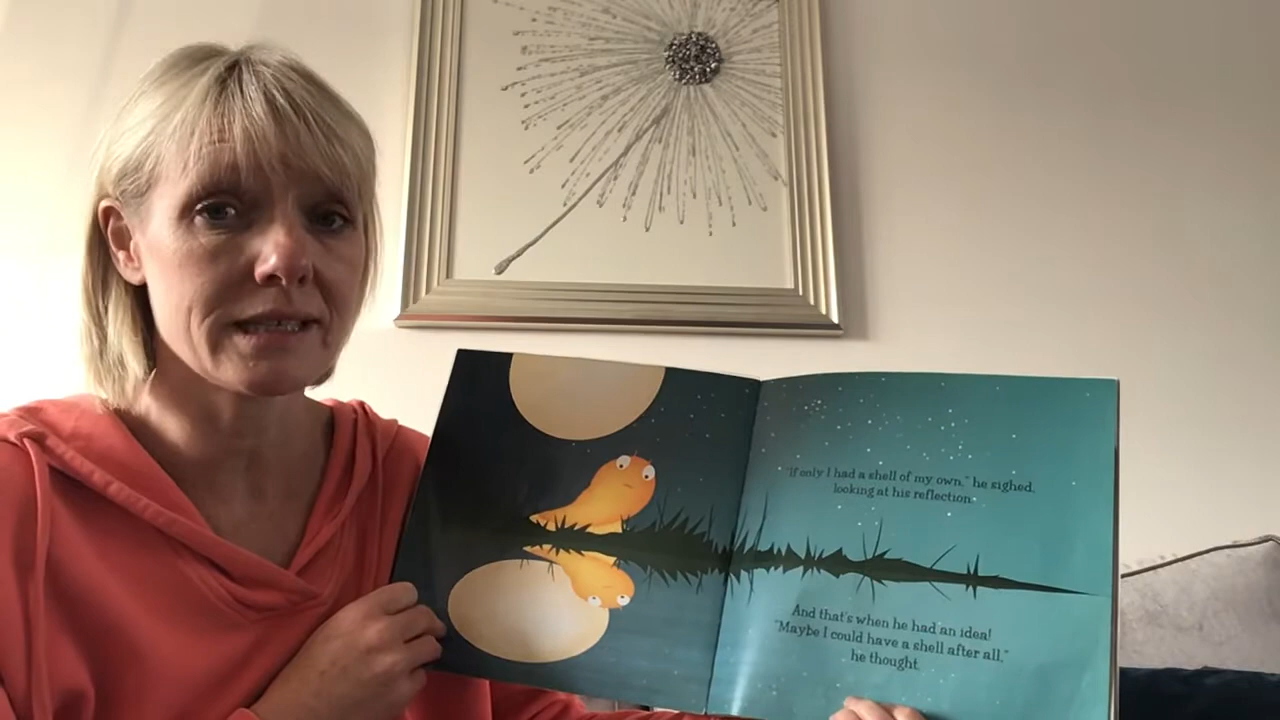 "If only I had a shell of my own," he sighed,
looking at his reflection.
And that's when he had an idea!
"Maybe I could have a shell after all,"
he thought.